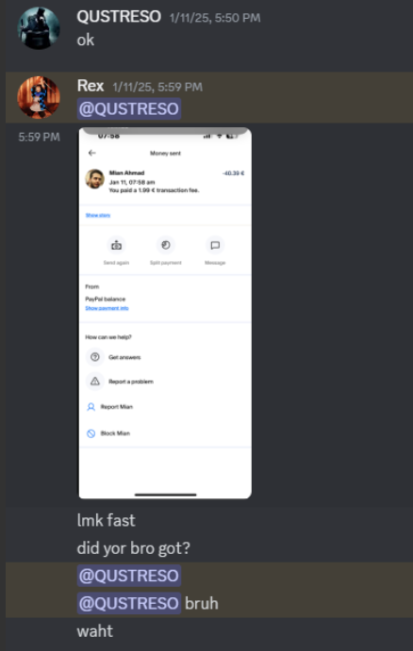 QUSTRESO 1/11/25, 5:50 PM
ok
Rex 1/11/25, 5:59 PM
@QUSTRESO
5:59 PM
07:58
Money sent
Mian Ahmad
-40.39 €
Jan 11, 07:58 am
You paid a 1.99 € transaction fee.
Show story
Send again Split payment Message
From
PayPal balance
Show payment info
How can we help?
Get answers
Report a problem
Report Mian
Block Mian
lmk fast
did yor bro got?
@QUSTRESO
@QUSTRESO bruh
waht